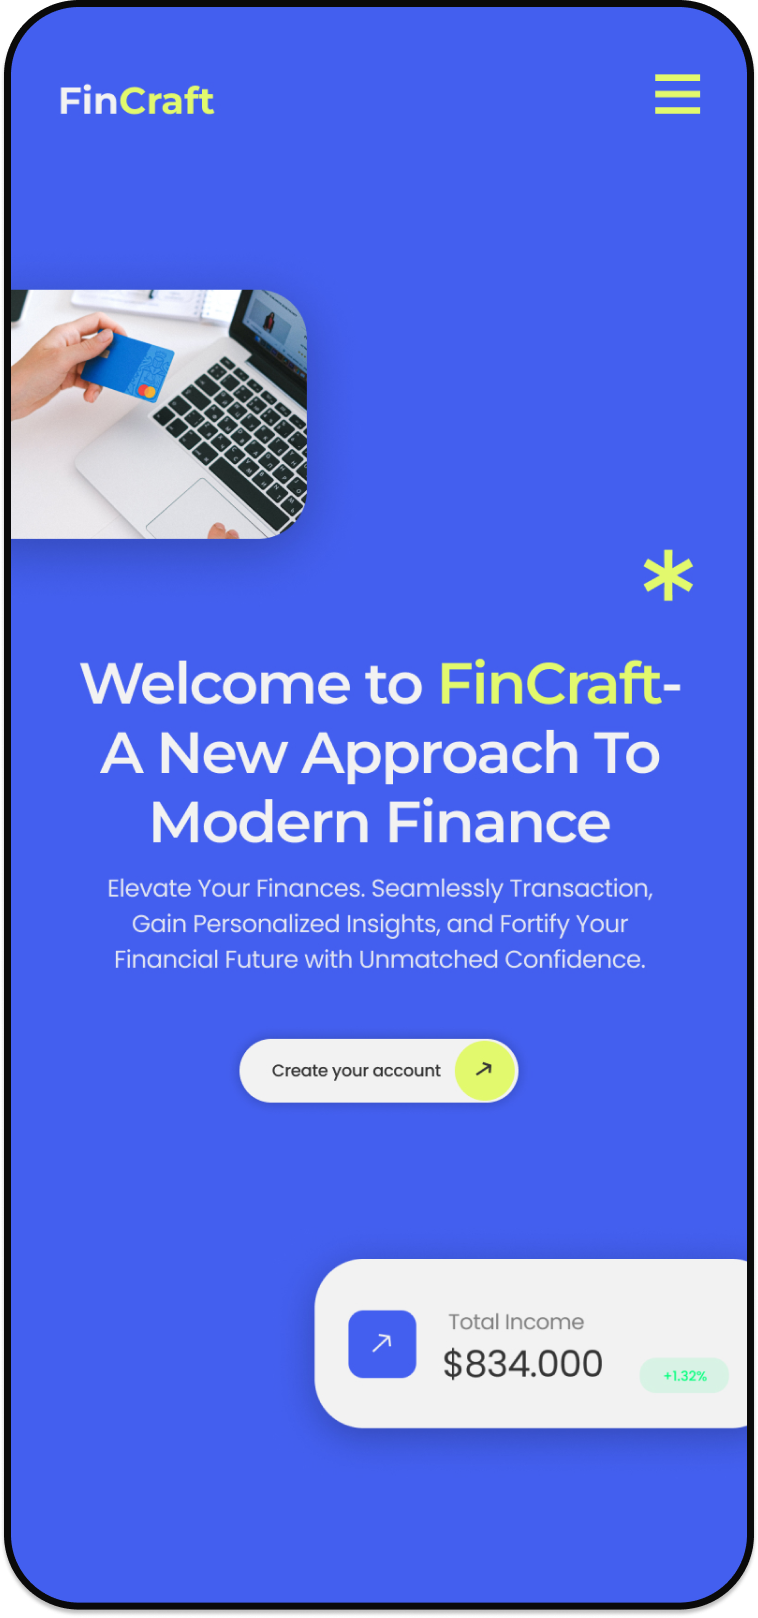 FinCraft
Welcome to FinCraft-
A New Approach To
Modern Finance
Elevate Your Finances. Seamlessly Transaction,
Gain Personalized Insights, and Fortify Your
Financial Future with Unmatched Confidence.
Create your account
Total Income
$834.000
+1.32%